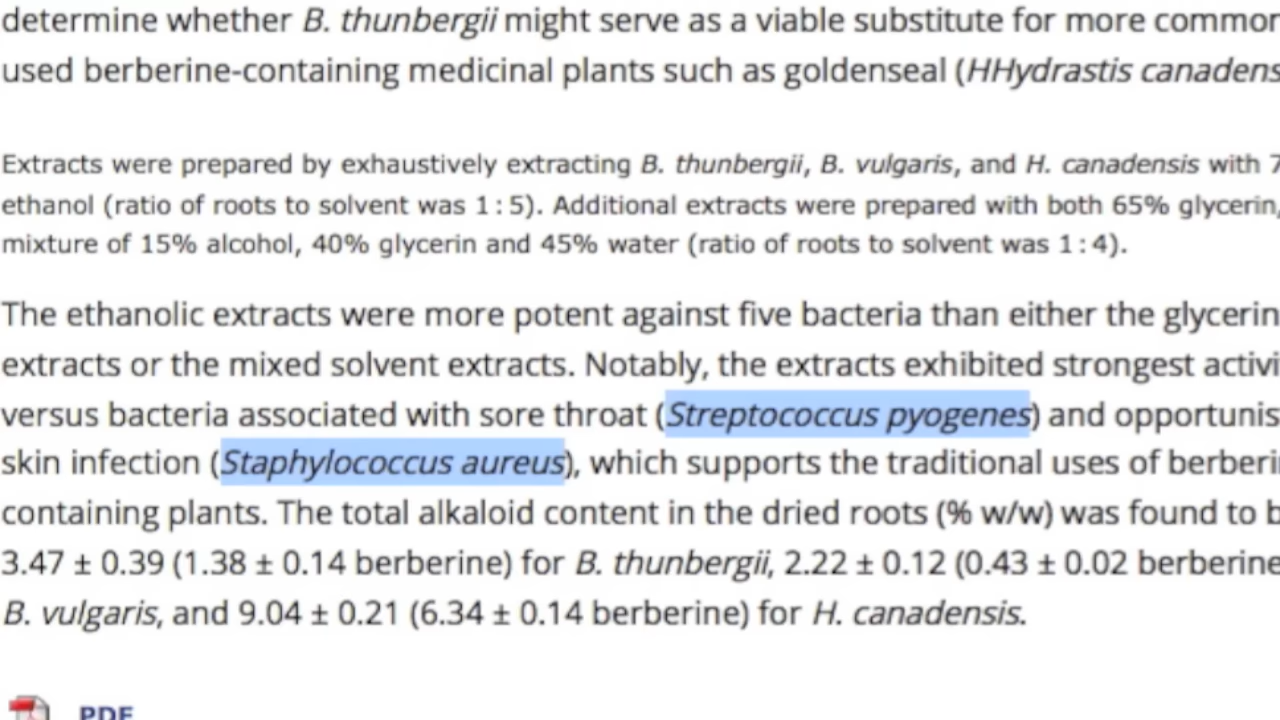 determine whether B. thunbergii might serve as a viable substitute for more common
used berberine-containing medicinal plants such as goldenseal (HHydrastis canadens
Extracts were prepared by exhaustively extracting B. thunbergii, B. vulgaris, and H. canadensis with 7
ethanol (ratio of roots to solvent was 1:5). Additional extracts were prepared with both 65% glycerin,
mixture of 15% alcohol, 40% glycerin and 45% water (ratio of roots to solvent was 1:4).
The ethanolic extracts were more potent against five bacteria than either the glycerin
extracts or the mixed solvent extracts. Notably, the extracts exhibited strongest activi
versus bacteria associated with sore throat (Streptococcus pyogenes) and opportunis
skin infection (Staphylococcus aureus), which supports the traditional uses of berberi
containing plants. The total alkaloid content in the dried roots (% w/w) was found to b
3.47 ± 0.39 (1.38 ± 0.14 berberine) for B. thunbergii, 2.22 ± 0.12 (0.43 ± 0.02 berberine
B. vulgaris, and 9.04 ± 0.21 (6.34 ± 0.14 berberine) for H. canadensis.
PDF